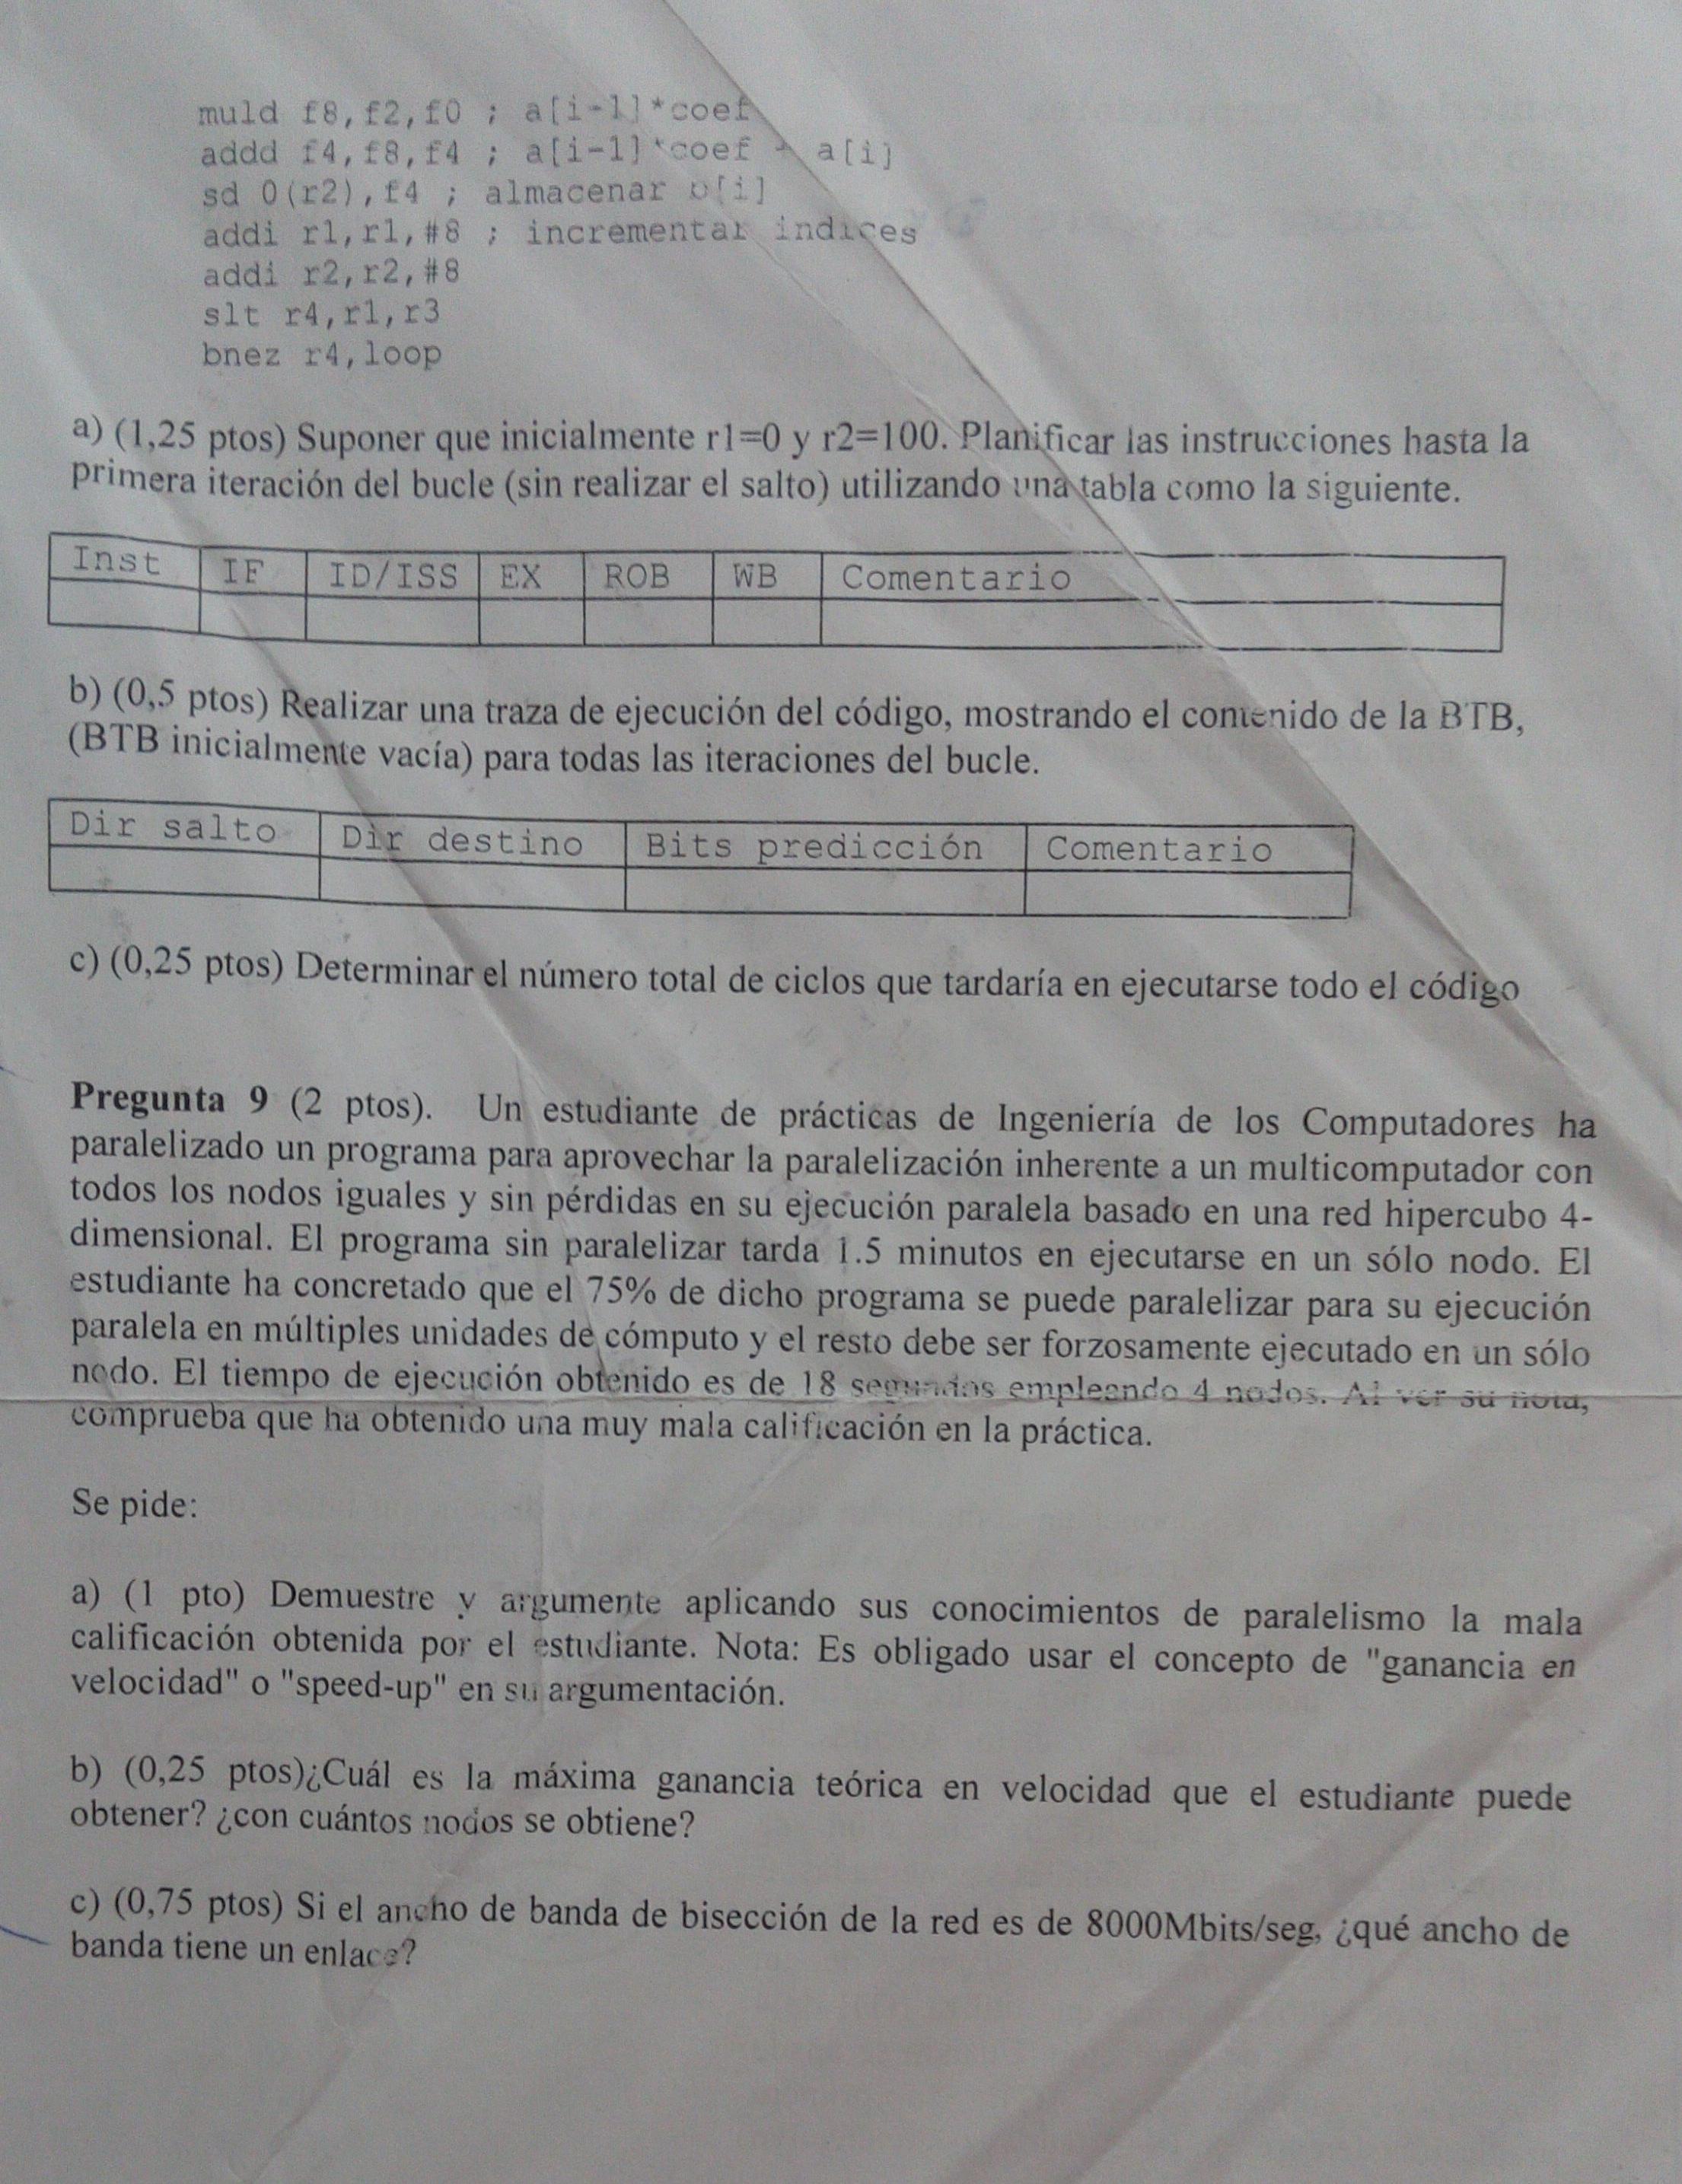 muld f8,f2,f0 ; a[i-1]*coef
addd f4,f8,f4 ; a[i-1]*coef + a[i]
sd 0(r2),f4 ; almacenar b[i]
addi r1,r1,#8 ; incrementar indices
addi r2,r2,#8
slt r4,r1,r3
bnez r4,loop
a) (1,25 ptos) Suponer que inicialmente r1=0 y r2=100. Planificar las instrucciones hasta la
primera iteración del bucle (sin realizar el salto) utilizando una tabla como la siguiente.
Inst IF ID/ISS EX ROB WB Comentario
b) (0,5 ptos) Realizar una traza de ejecución del código, mostrando el contenido de la BTB,
(BTB inicialmente vacía) para todas las iteraciones del bucle.
Dir salto Dir destino Bits predicción Comentario
c) (0,25 ptos) Determinar el número total de ciclos que tardaría en ejecutarse todo el código
Pregunta 9 (2 ptos). Un estudiante de prácticas de Ingeniería de los Computadores ha
paralelizado un programa para aprovechar la paralelización inherente a un multicomputador con
todos los nodos iguales y sin pérdidas en su ejecución paralela basado en una red hipercubo 4-
dimensional. El programa sin paralelizar tarda 1.5 minutos en ejecutarse en un sólo nodo. El
estudiante ha concretado que el 75% de dicho programa se puede paralelizar para su ejecución
paralela en múltiples unidades de cómputo y el resto debe ser forzosamente ejecutado en un sólo
nodo. El tiempo de ejecución obtenido es de 18 segundos empleando 4 nodos. Al ver su nota,
comprueba que ha obtenido una muy mala calificación en la práctica.
Se pide:
a) (1 pto) Demuestre y argumente aplicando sus conocimientos de paralelismo la mala
calificación obtenida por el estudiante. Nota: Es obligado usar el concepto de "ganancia en
velocidad" o "speed-up" en su argumentación.
b) (0,25 ptos)¿Cuál es la máxima ganancia teórica en velocidad que el estudiante puede
obtener? ¿con cuántos nodos se obtiene?
c) (0,75 ptos) Si el ancho de banda de bisección de la red es de 8000Mbits/seg, ¿qué ancho de
banda tiene un enlace?